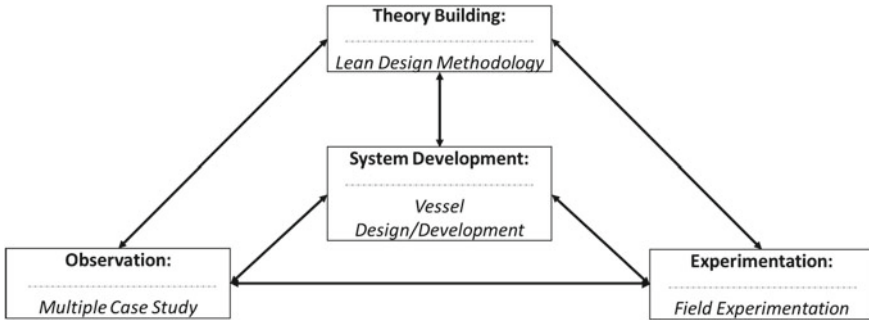 Theory Building:
Lean Design Methodology
System Development:
Vessel
Design/Development
Observation:
Multiple Case Study
Experimentation:
Field Experimentation